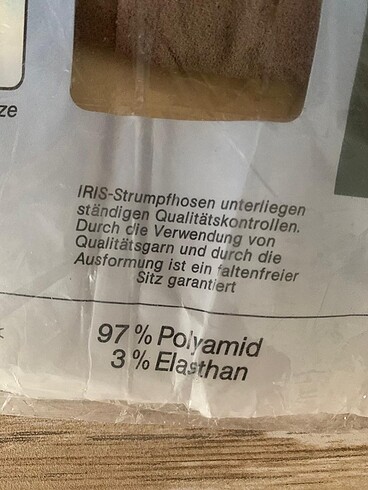 ze
IRIS-Strumpfhosen unterliegen
ständigen Qualitätskontrollen.
Durch die Verwendung von
Qualitätsgarn und durch die
Ausformung ist ein faltenfreier
Sitz garantiert
97 % Polyamid
3 % Elasthan